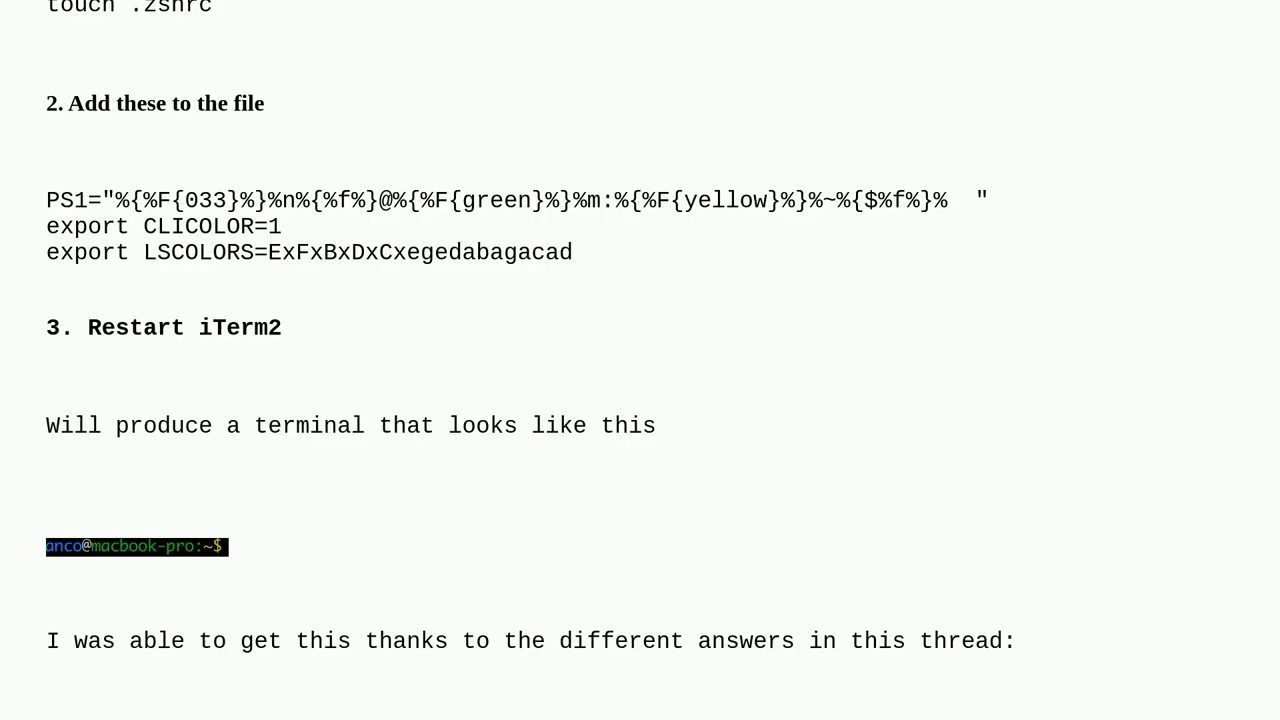 touch .zshrc
2. Add these to the file
PS1="%{%F{033}%}%n%{%f%}@%{%F{green}%}%m:%{%F{yellow}%}%~%{$%f%}%  "
export CLICOLOR=1
export LSCOLORS=ExFxBxDxCxegedabagacad
3. Restart iTerm2
Will produce a terminal that looks like this
anco@macbook-pro:~$
I was able to get this thanks to the different answers in this thread: